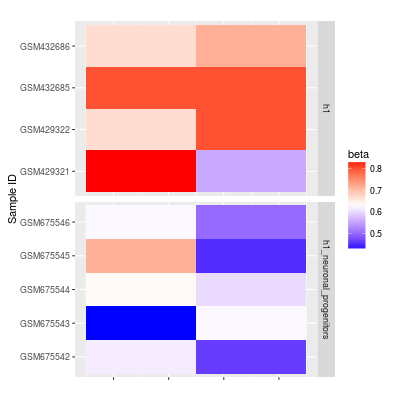 GSM432686
GSM432685
GSM429322
GSM429321
h1
GSM675546
GSM675545
GSM675544
GSM675543
GSM675542
h1_neuronal_progenitors
Sample ID
beta
0.8
0.7
0.6
0.5